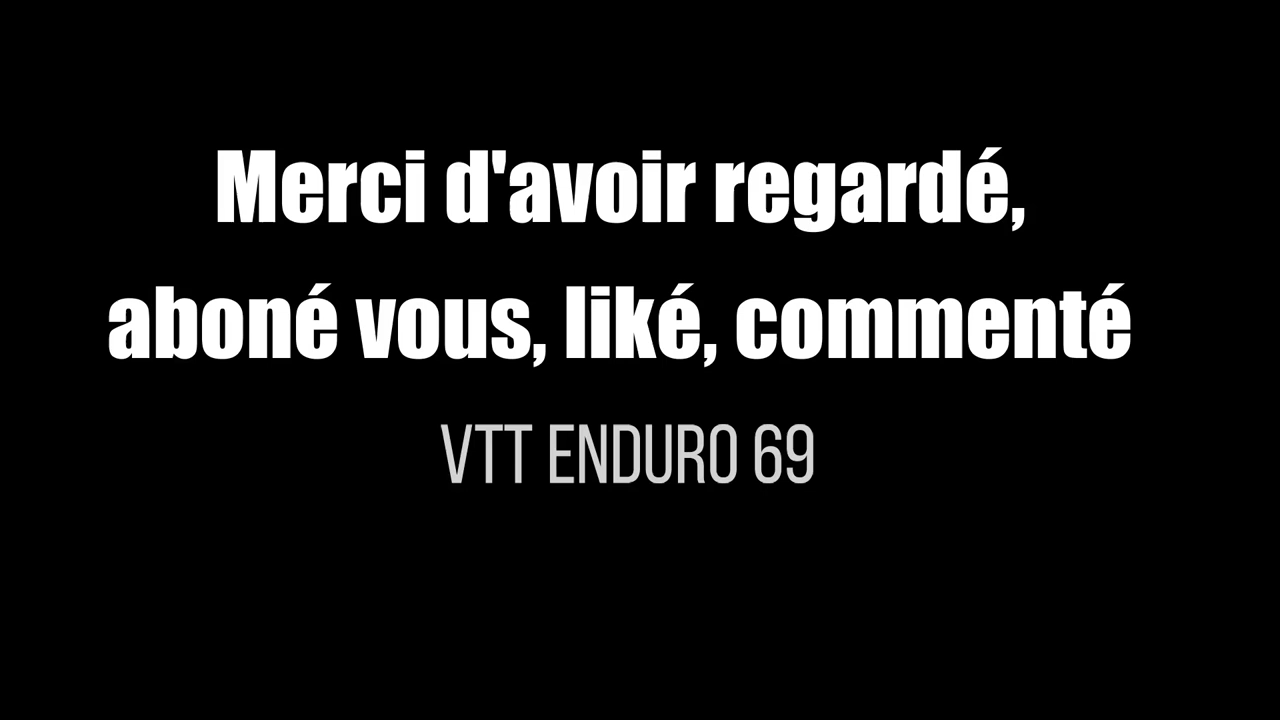 Merci d'avoir regardé,
aboné vous, liké, commenté
VTT ENDURO 69